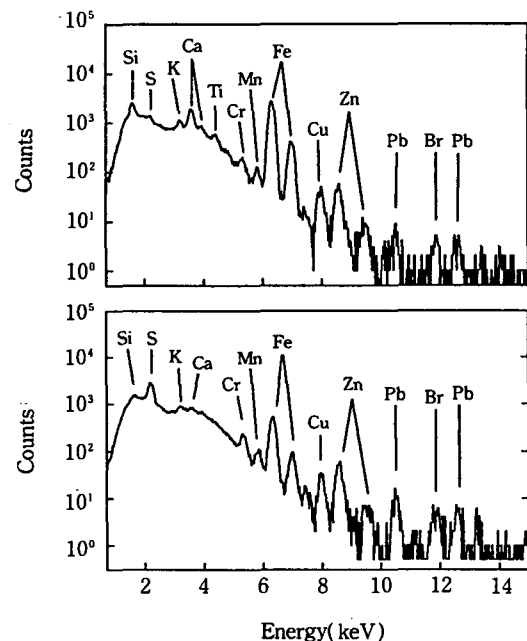 10⁵
10⁴
10³
10²
10¹
10⁰
Counts
Si
S
K
Ca
Ti
Cr
Mn
Fe
Cu
Zn
Pb
Br
Pb
10⁵
10⁴
10³
10²
10¹
10⁰
Counts
Si
S
K
Ca
Cr
Mn
Fe
Cu
Zn
Pb
Br
Pb
2 4 6 8 10 12 14
Energy(keV)